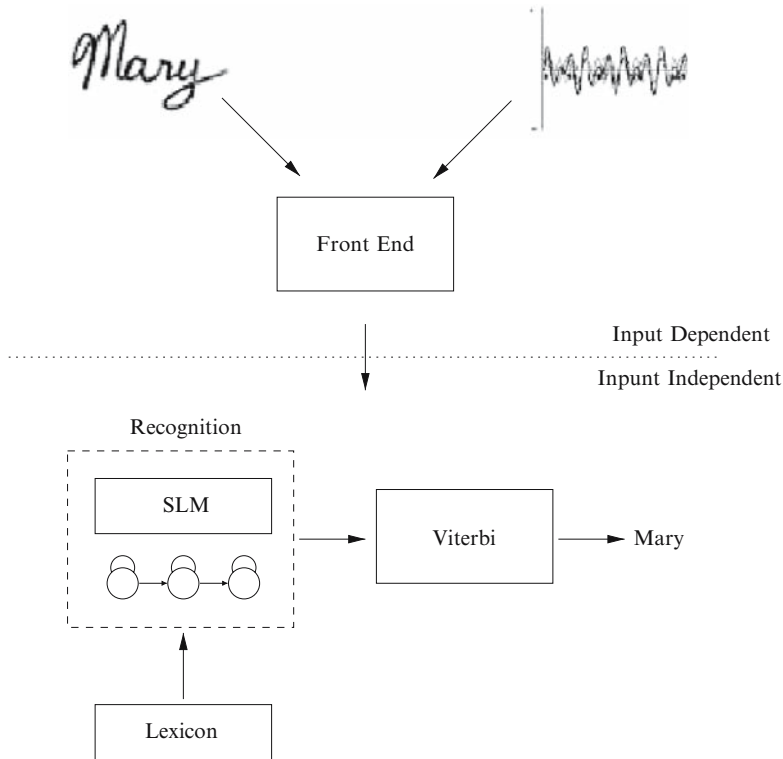 Mary
Front End
Input Dependent
Inpunt Independent
Recognition
SLM
Viterbi
Mary
Lexicon